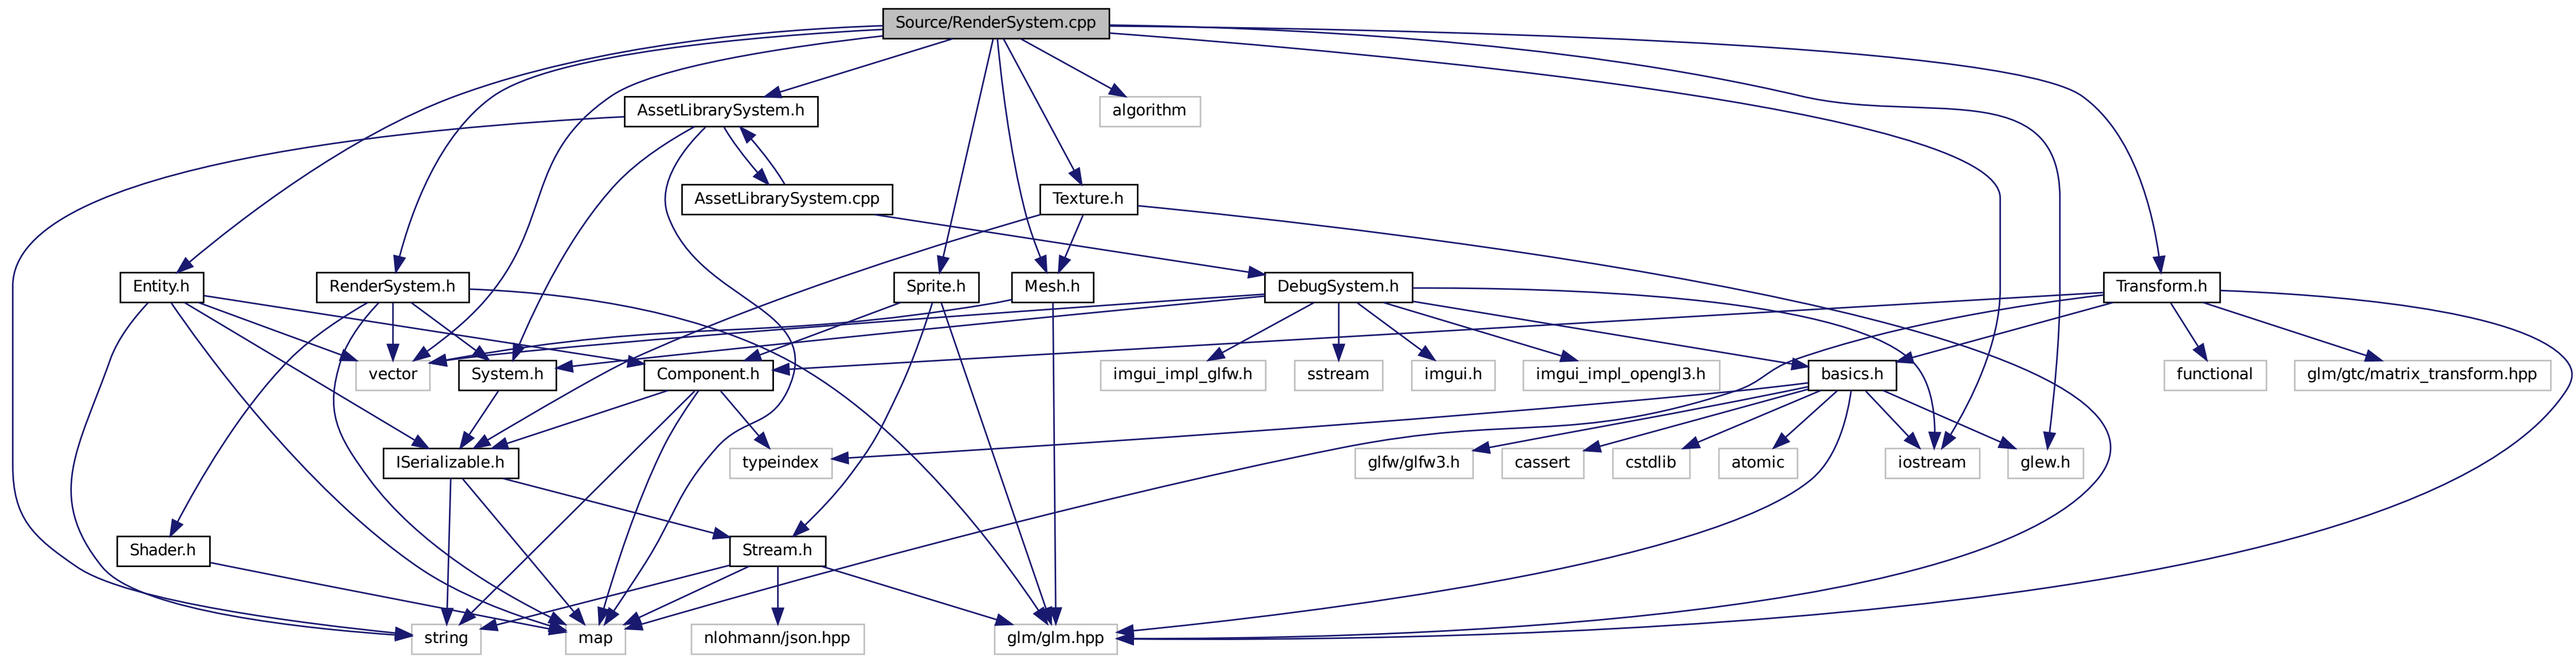 Source/RenderSystem.cpp
AssetLibrarySystem.h
algorithm
AssetLibrarySystem.cpp
Texture.h
Entity.h
RenderSystem.h
Sprite.h
Mesh.h
DebugSystem.h
Transform.h
vector
System.h
Component.h
imgui_impl_glfw.h
sstream
imgui.h
imgui_impl_opengl3.h
basics.h
functional
glm/gtc/matrix_transform.hpp
ISerializable.h
typeindex
glfw/glfw3.h
cassert
cstdlib
atomic
iostream
glew.h
Shader.h
Stream.h
string
map
nlohmann/json.hpp
glm/glm.hpp